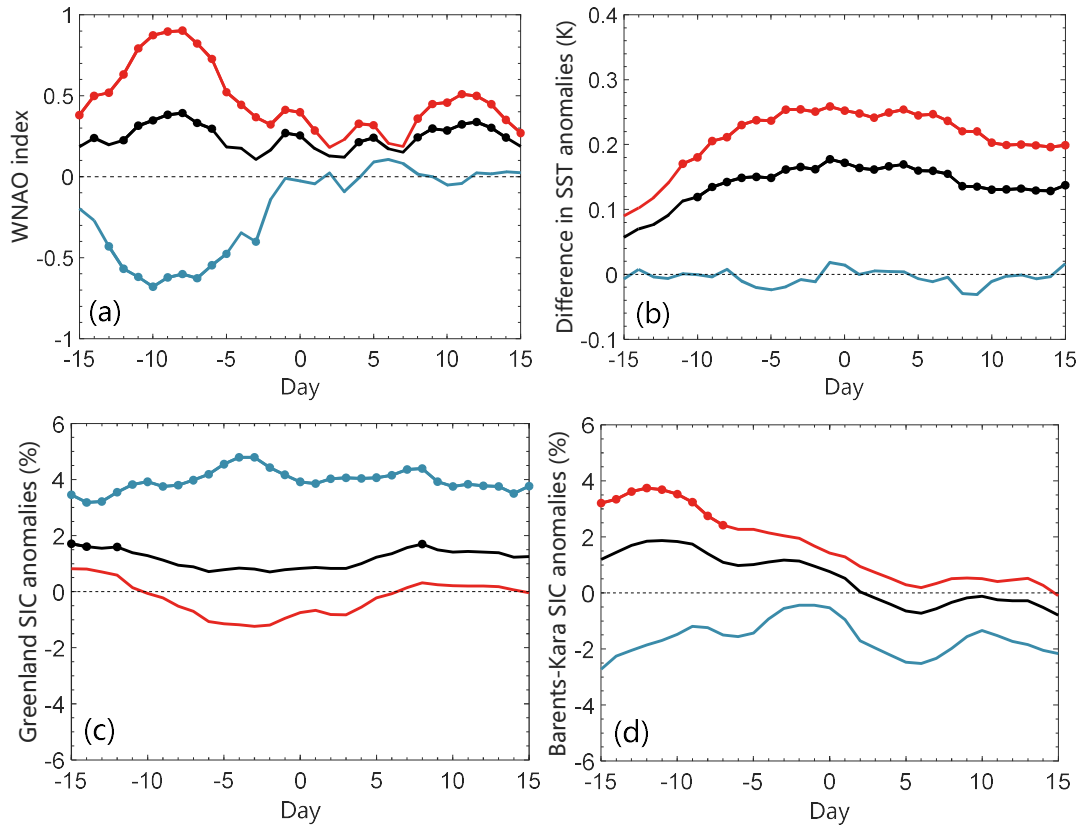 WNAO index
1
0.5
0
-0.5
-1
(a)
-15 -10 -5 0 5 10 15
Day
Difference in SST anomalies (K)
0.4
0.3
0.2
0.1
0
-0.1
(b)
-15 -10 -5 0 5 10 15
Day
Greenland SIC anomalies (%)
6
4
2
0
-2
-4
-6
(c)
-15 -10 -5 0 5 10 15
Day
Barents-Kara SIC anomalies (%)
6
4
2
0
-2
-4
-6
(d)
-15 -10 -5 0 5 10 15
Day